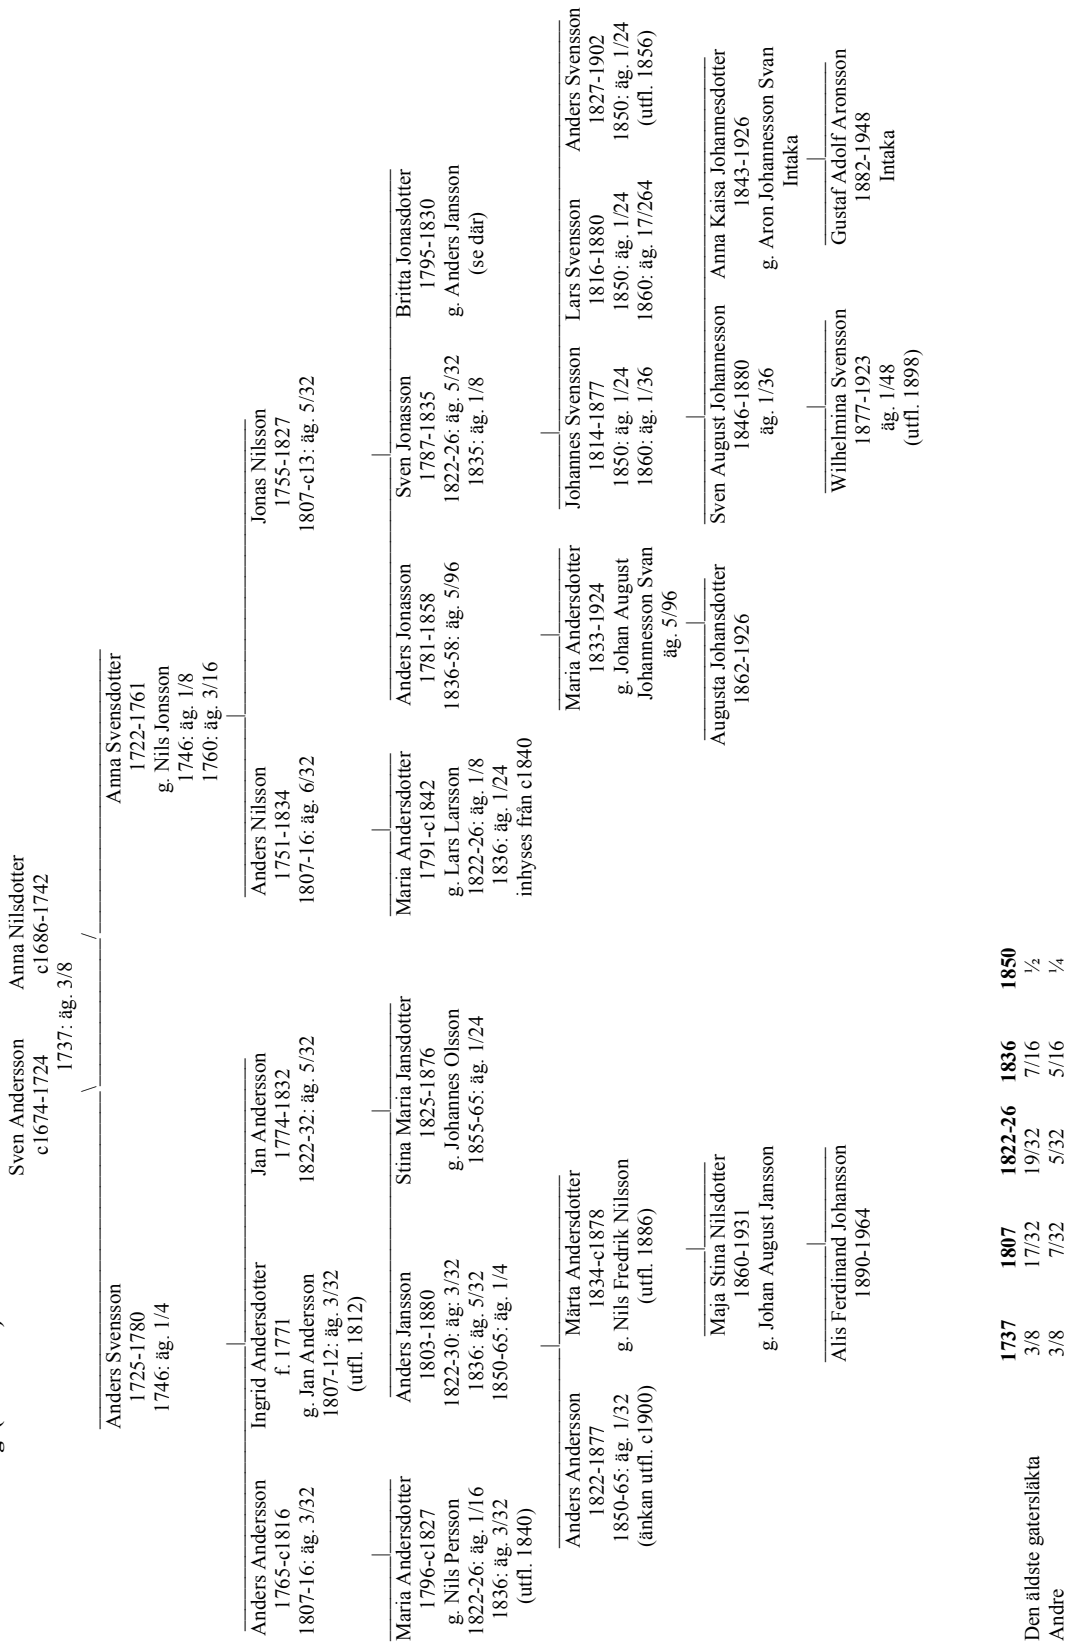 Sven Andersson
c1674-1724
Anna Nilsdotter
c1686-1742
1737: äg. 3/8
Anders Svensson
1725-1780
1746: äg. 1/4
Anna Svensdotter
1722-1761
g. Nils Jonsson
1746: äg. 1/8
1760: äg. 3/16
Anders Andersson
1765-c1816
1807-16: äg. 3/32
Ingrid Andersdotter
f. 1771
g. Jan Andersson
1807-12: äg. 3/32
(utfl. 1812)
Jan Andersson
1774-1832
1822-32: äg. 5/32
Anders Nilsson
1751-1834
1807-16: äg. 6/32
Jonas Nilsson
1755-1827
1807-c13: äg. 5/32
Maria Andersdotter
1796-c1827
g. Nils Persson
1822-26: äg. 1/16
1836: äg. 3/32
(utfl. 1840)
Anders Jansson
1803-1880
1822-30: äg: 3/32
1836: äg. 5/32
1850-65: äg. 1/4
Stina Maria Jansdotter
1825-1876
g. Johannes Olsson
1855-65: äg. 1/24
Maria Andersdotter
1791-c1842
g. Lars Larsson
1822-26: äg. 1/8
1836: äg. 1/24
inhyses från c1840
Anders Jonasson
1781-1858
1836-58: äg. 5/96
Sven Jonasson
1787-1835
1822-26: äg. 5/32
1835: äg. 1/8
Britta Jonasdotter
1795-1830
g. Anders Jansson
(se där)
Anders Andersson
1822-1877
1850-65: äg. 1/32
(änkan utfl. c1900)
Märta Andersdotter
1834-c1878
g. Nils Fredrik Nilsson
(utfl. 1886)
Maria Andersdotter
1833-1924
g. Johan August
Johannesson Svan
äg. 5/96
Johannes Svensson
1814-1877
1850: äg. 1/24
1860: äg. 1/36
Lars Svensson
1816-1880
1850: äg. 1/24
1860: äg. 17/264
Anders Svensson
1827-1902
1850: äg. 1/24
(utfl. 1856)
Maja Stina Nilsdotter
1860-1931
g. Johan August Jansson
Augusta Johansdotter
1862-1926
Sven August Johannesson
1846-1880
äg. 1/36
Anna Kaisa Johannesdotter
1843-1926
g. Aron Johannesson Svan
Intaka
Alis Ferdinand Johansson
1890-1964
Wilhelmina Svensson
1877-1923
äg. 1/48
(utfl. 1898)
Gustaf Adolf Aronsson
1882-1948
Intaka
1737 1807 1822-26 1836 1850
Den äldste gatersläkta 3/8 17/32 19/32 7/16 ½
Andre 3/8 7/32 5/32 5/16 ¼